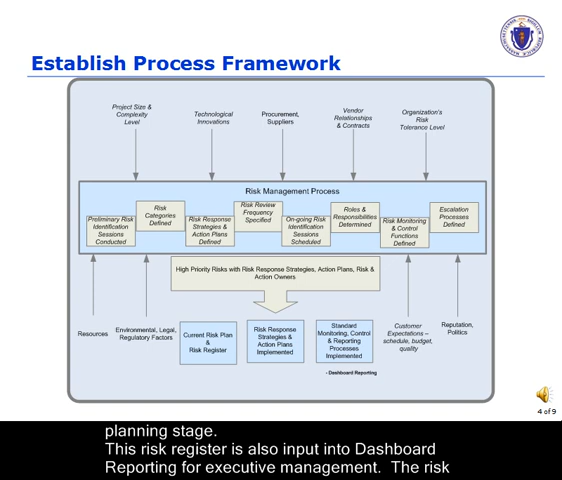 Establish Process Framework
Project Size &
Complexity
Level
Technological
Innovations
Procurement,
Suppliers
Vendor
Relationships
& Contracts
Organization's
Risk
Tolerance Level
Risk Management Process
Preliminary Risk
Identification
Sessions
Conducted
Risk
Categories
Defined
Risk Response
Strategies &
Action Plans
Defined
Risk Review
Frequency
Specified
On-going Risk
Identification
Sessions
Scheduled
Roles &
Responsibilities
Determined
Risk Monitoring
& Control
Functions
Defined
Escalation
Processes
Defined
High Priority Risks with Risk Response Strategies, Action Plans, Risk &
Action Owners
Resources
Environmental, Legal,
Regulatory Factors
Current Risk Plan
&
Risk Register
Risk Response
Strategies &
Action Plans
Implemented
Standard
Monitoring, Control
& Reporting
Processes
Implemented
Customer
Expectations –
schedule, budget,
quality
Reputation,
Politics
- Dashboard Reporting
4 of 9
planning stage.
This risk register is also input into Dashboard
Reporting for executive management.  The risk